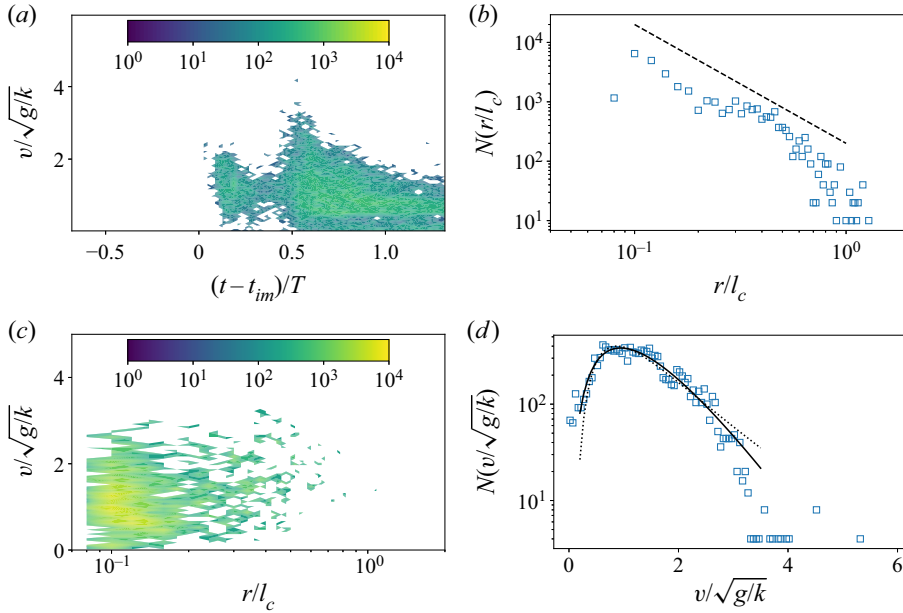 (a)
10^0 10^1 10^2 10^3 10^4
v/√g/k
4
2
−0.5 0 0.5 1.0
(t − t_im)/T
(b)
N(r/l_c)
10^4
10^3
10^2
10^1
10^−1 10^0
r/l_c
(c)
10^0 10^1 10^2 10^3 10^4
v/√g/k
5
4
3
2
1
0
10^−1 10^0
r/l_c
(d)
N(v/√g/k)
10^2
10^1
0 2 4 6
v/√g/k